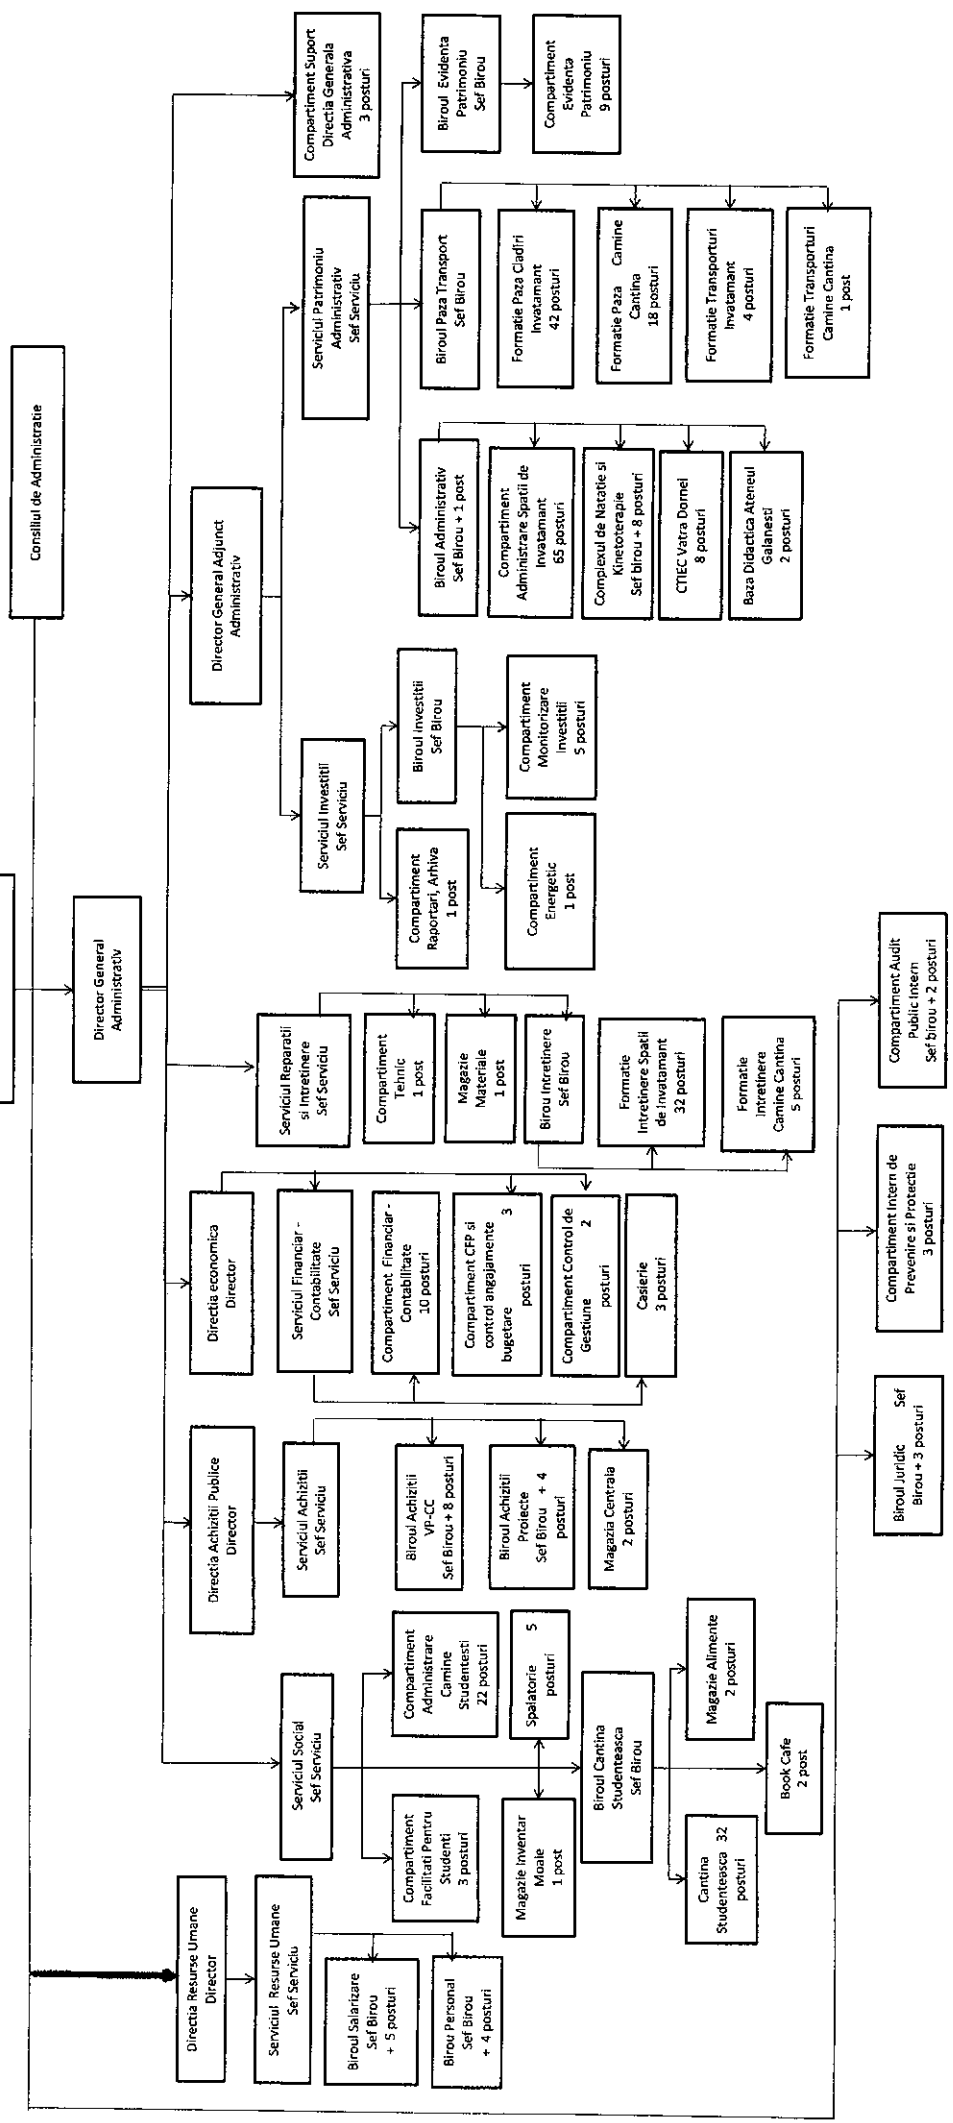 Consiliul de Administratie
Director General
Administrativ
Directia Resurse Umane
Director
Serviciul Resurse Umane
Sef Serviciu
Biroul Salarizare
Sef Birou
+ 5 posturi
Birou Personal
Sef Birou
+ 4 posturi
Serviciul Social
Sef Serviciu
Compartiment
Facilitati Pentru
Studenti
3 posturi
Compartiment
Administrare
Camine
Studentesti
22 posturi
Magazie Inventar
Moale
1 post
Spalatorie 5
posturi
Biroul Cantina
Studenteasca
Sef Birou
Cantina
Studenteasca 32
posturi
Magazie Alimente
2 posturi
Book Cafe
2 post
Directia Achizitii Publice
Director
Serviciul Achizitii
Sef Serviciu
Biroul Achizitii
VP-CC
Sef Birou + 8 posturi
Biroul Achizitii
Proiecte
Sef Birou + 4
posturi
Magazia Centrala
2 posturi
Directia economica
Director
Serviciul Financiar -
Contabilitate
Sef Serviciu
Compartiment Financiar -
Contabilitate
10 posturi
Compartiment CFP si
control angajamente
bugetare 3
posturi
Compartiment Control de
Gestiune 2
posturi
Casierie
3 posturi
Serviciul Reparatii
si Intretinere
Sef Serviciu
Compartiment
Tehnic
1 post
Magazie
Materiale
1 post
Birou Intretinere
Sef Birou
Formatie
Intretinere Spatii
de Invatamant
32 posturi
Formatie
Intretinere
Camine Cantina
5 posturi
Director General Adjunct
Administrativ
Serviciul Investitii
Sef Serviciu
Compartiment
Raportari, Arhiva
1 post
Biroul Investitii
Sef Birou
Compartiment
Energetic
1 post
Compartiment
Monitorizare
Investitii
5 posturi
Serviciul Patrimoniu
Administrativ
Sef Serviciu
Biroul Administrativ
Sef Birou + 1 post
Compartiment
Administrare Spatii de
Invatamant
65 posturi
Complexul de Natatie si
Kinetoterapie
Sef birou + 8 posturi
CTIEC Vatra Dornei
8 posturi
Baza Didactica Ateneul
Galanesti
2 posturi
Biroul Paza Transport
Sef Birou
Formatie Paza Cladiri
Invatamant
42 posturi
Formatie Paza Camine
Cantina
18 posturi
Formatie Transporturi
Invatamant
4 posturi
Formatie Transporturi
Camine Cantina
1 post
Biroul Evidenta
Patrimoniu
Sef Birou
Compartiment
Evidenta
Patrimoniu
9 posturi
Compartiment Suport
Directia Generala
Administrativa
3 posturi
Biroul Juridic Sef
Birou + 3 posturi
Compartiment Intern de
Prevenire si Protectie
3 posturi
Compartiment Audit
Public Intern
Sef birou + 2 posturi